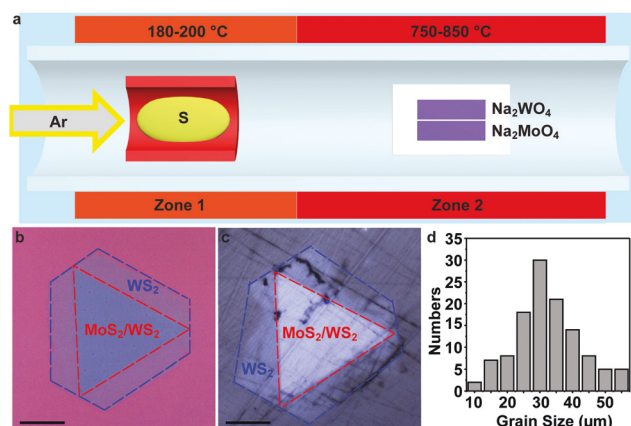 a
180-200 °C 750-850 °C
Ar
S
Na₂WO₄
Na₂MoO₄
Zone 1 Zone 2
b
WS₂
MoS₂/WS₂
c
MoS₂/WS₂
WS₂
d
Numbers
35
30
25
20
15
10
5
0
10 20 30 40 50
Grain Size (um)